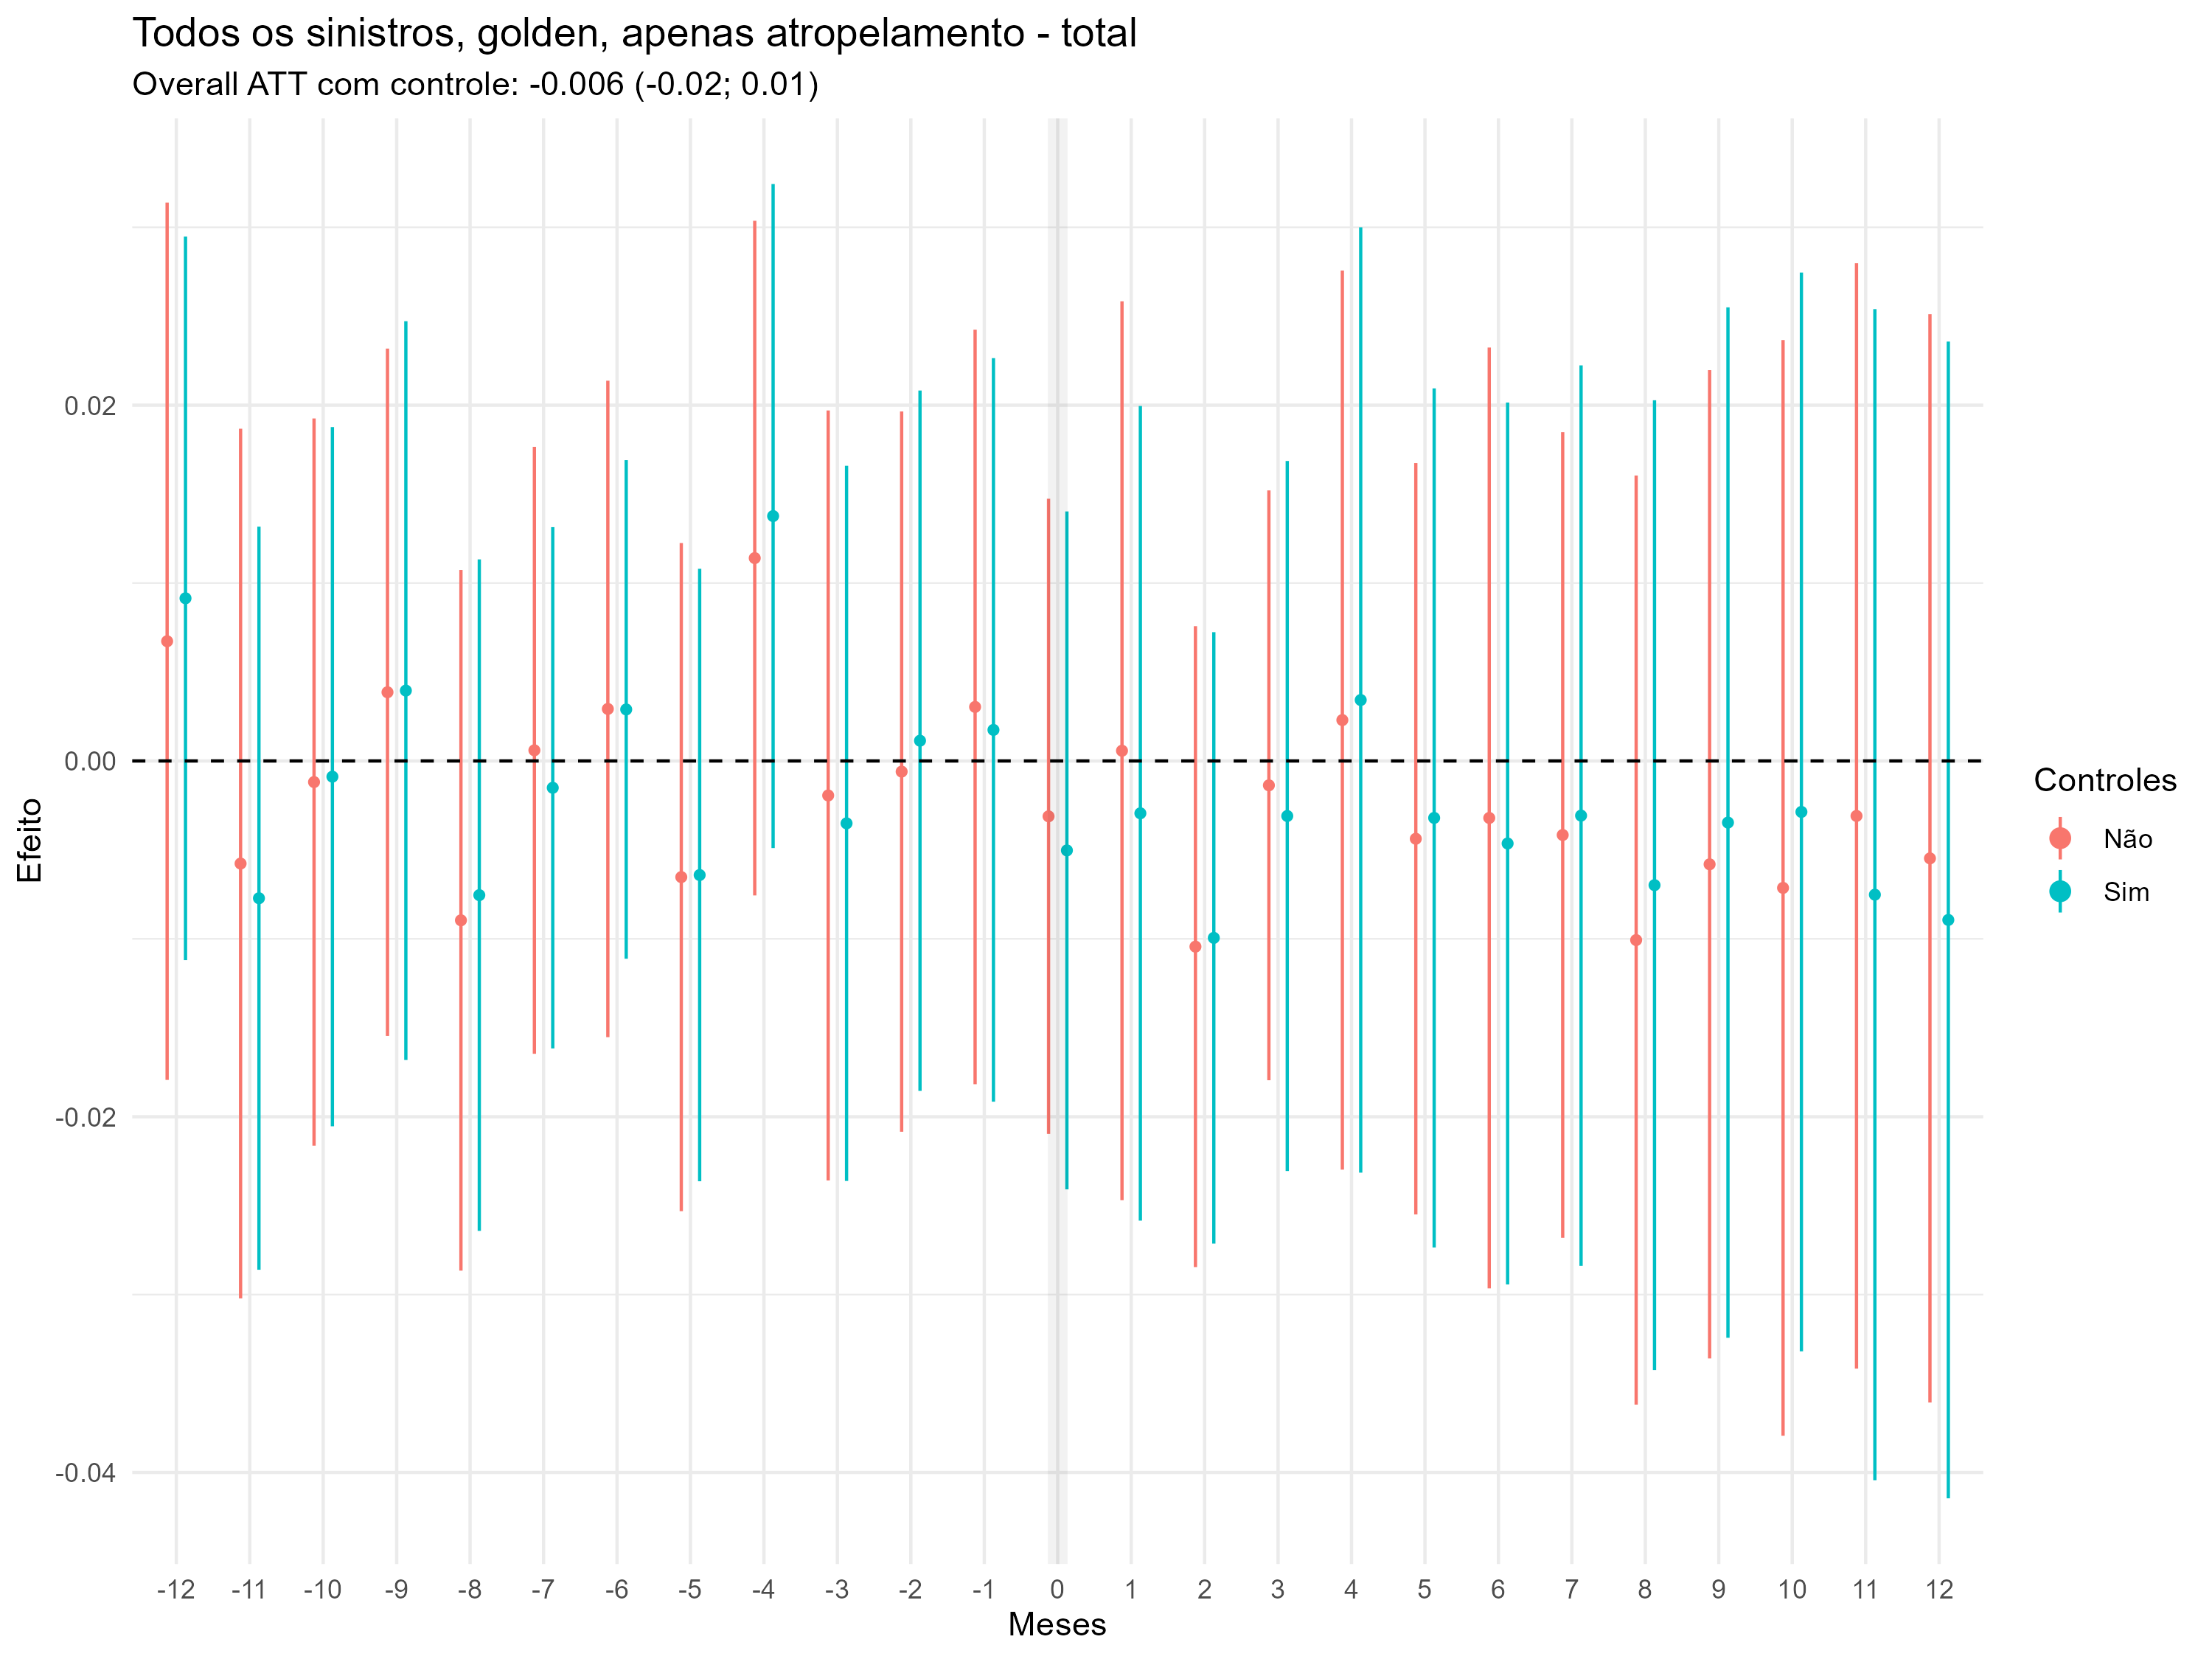 Todos os sinistros, golden, apenas atropelamento - total
Overall ATT com controle: -0.006 (-0.02; 0.01)
0.02
0.00
-0.02
-0.04
Efeito
-12 -11 -10 -9 -8 -7 -6 -5 -4 -3 -2 -1 0 1 2 3 4 5 6 7 8 9 10 11 12
Meses
Controles
Não
Sim